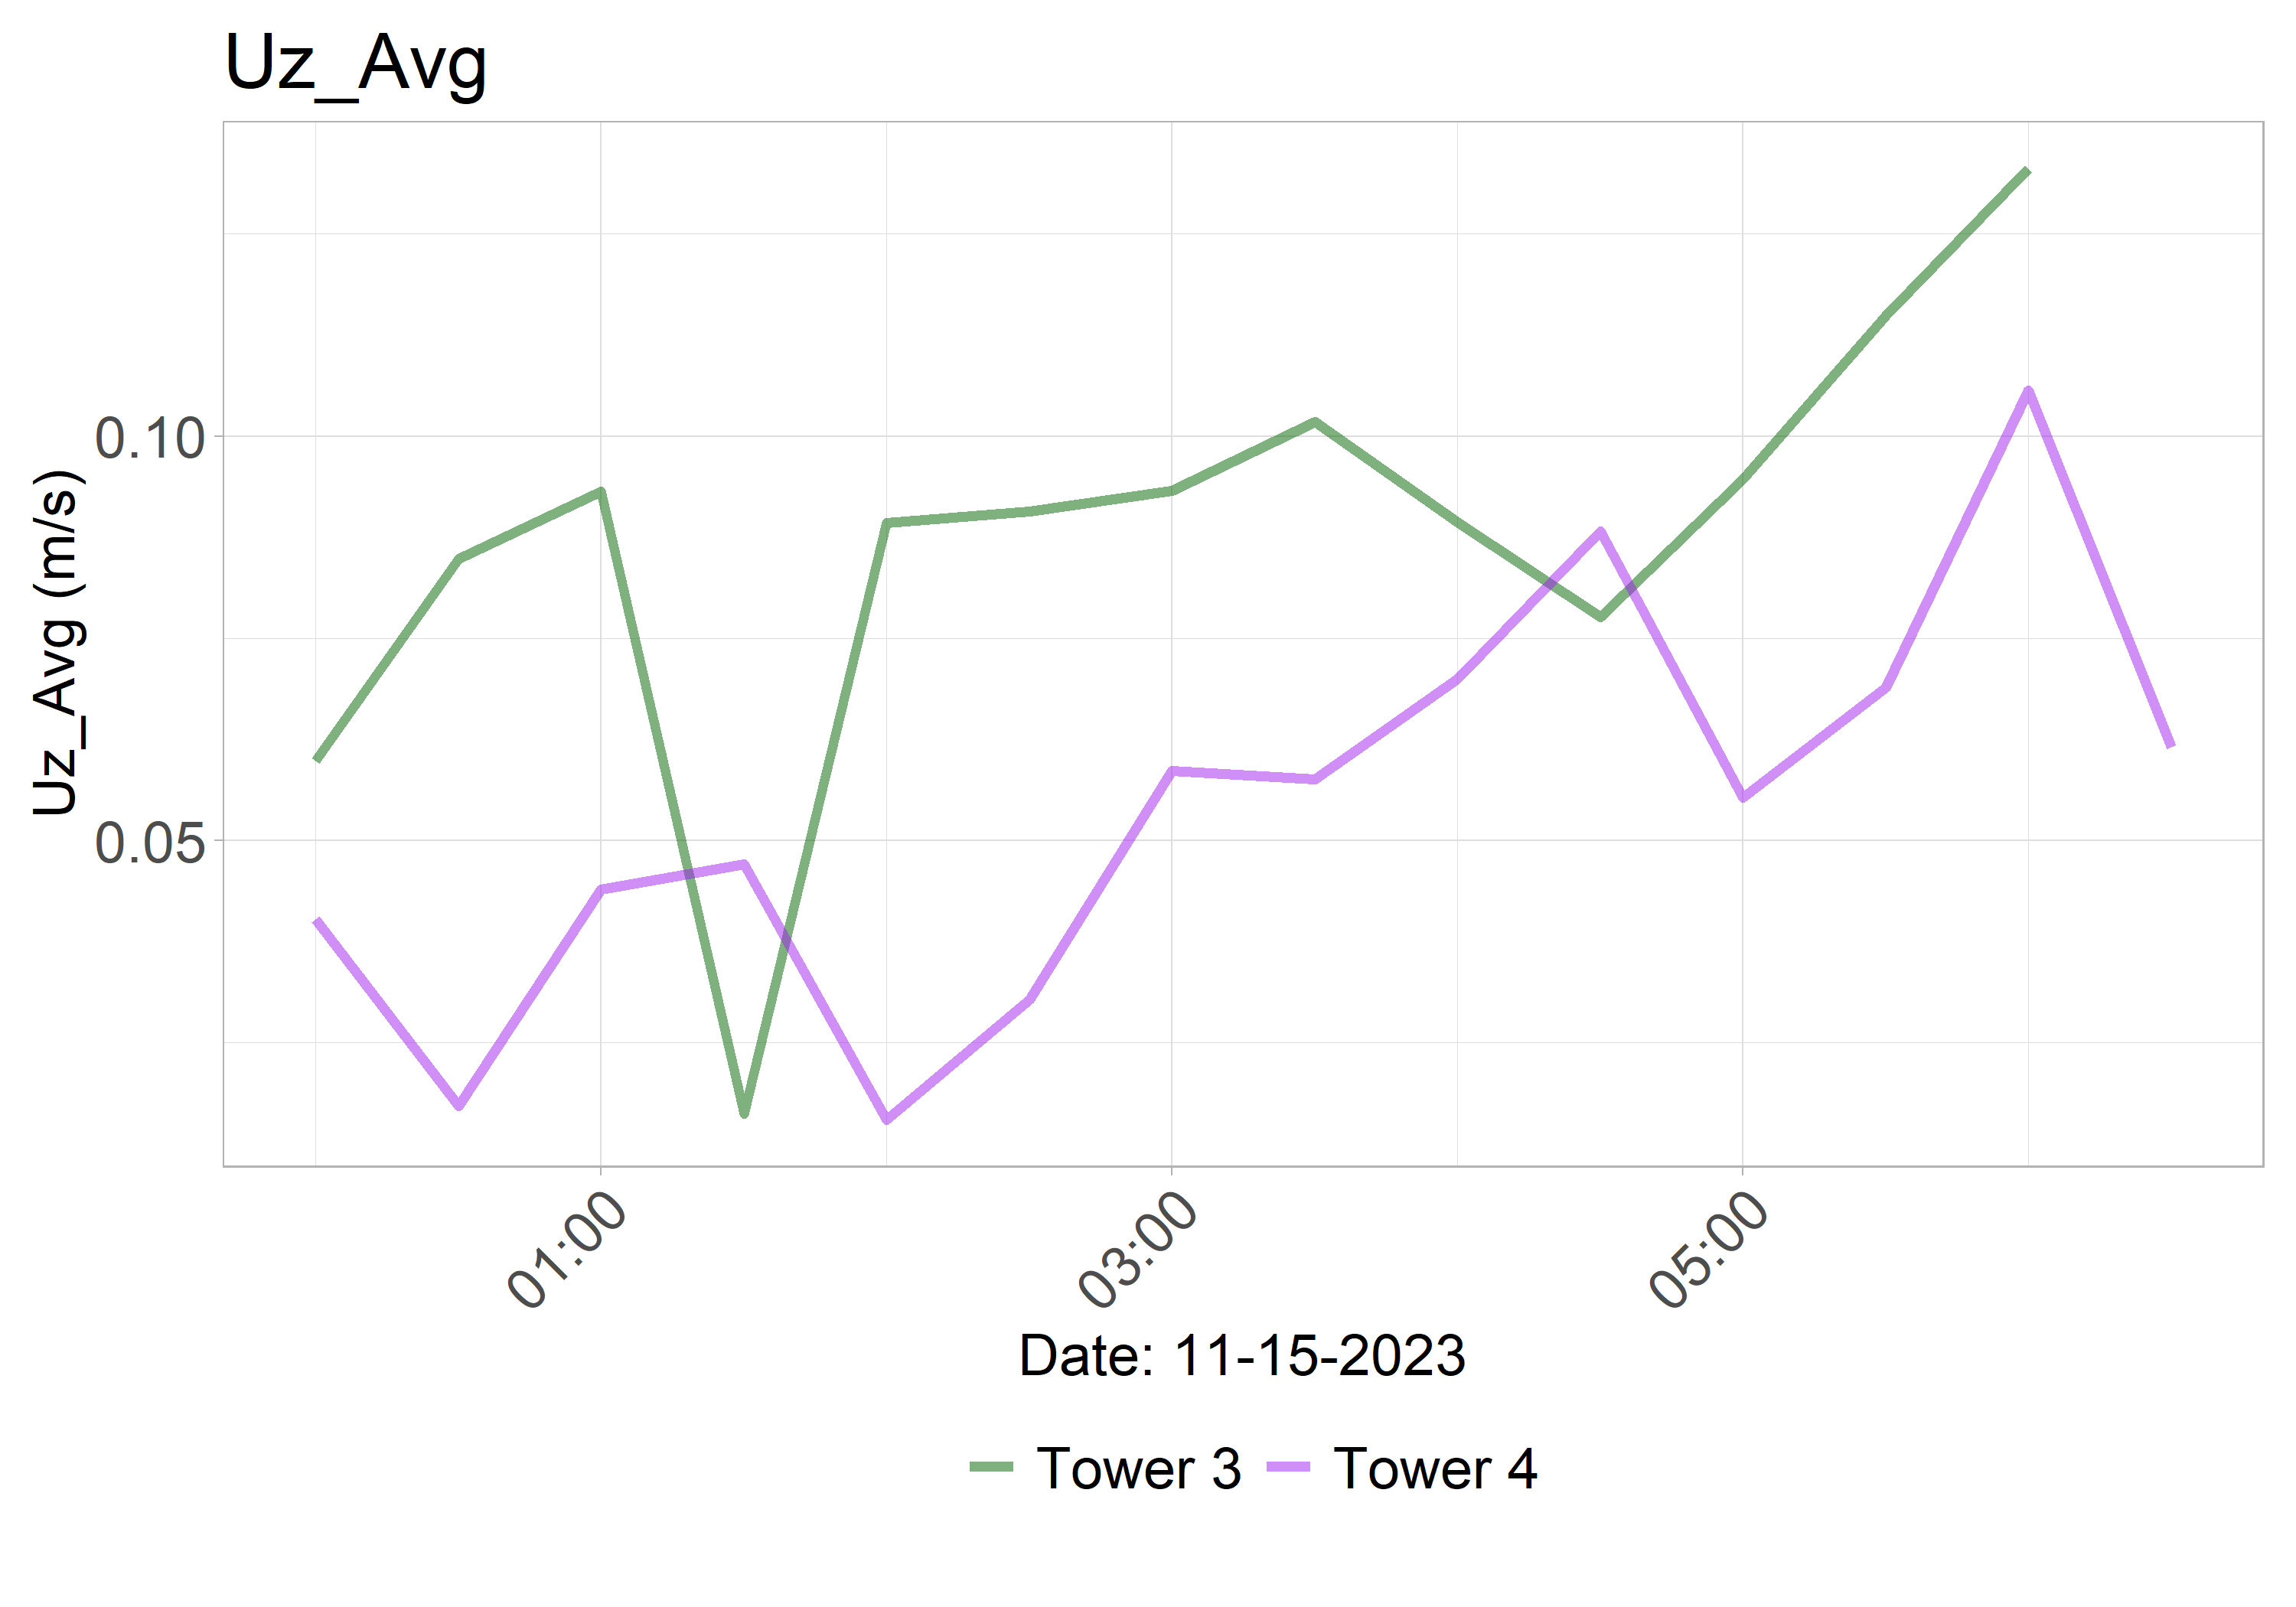 Uz_Avg
Uz_Avg (m/s)
0.10
0.05
01:00
03:00
05:00
Date: 11-15-2023
Tower 3
Tower 4